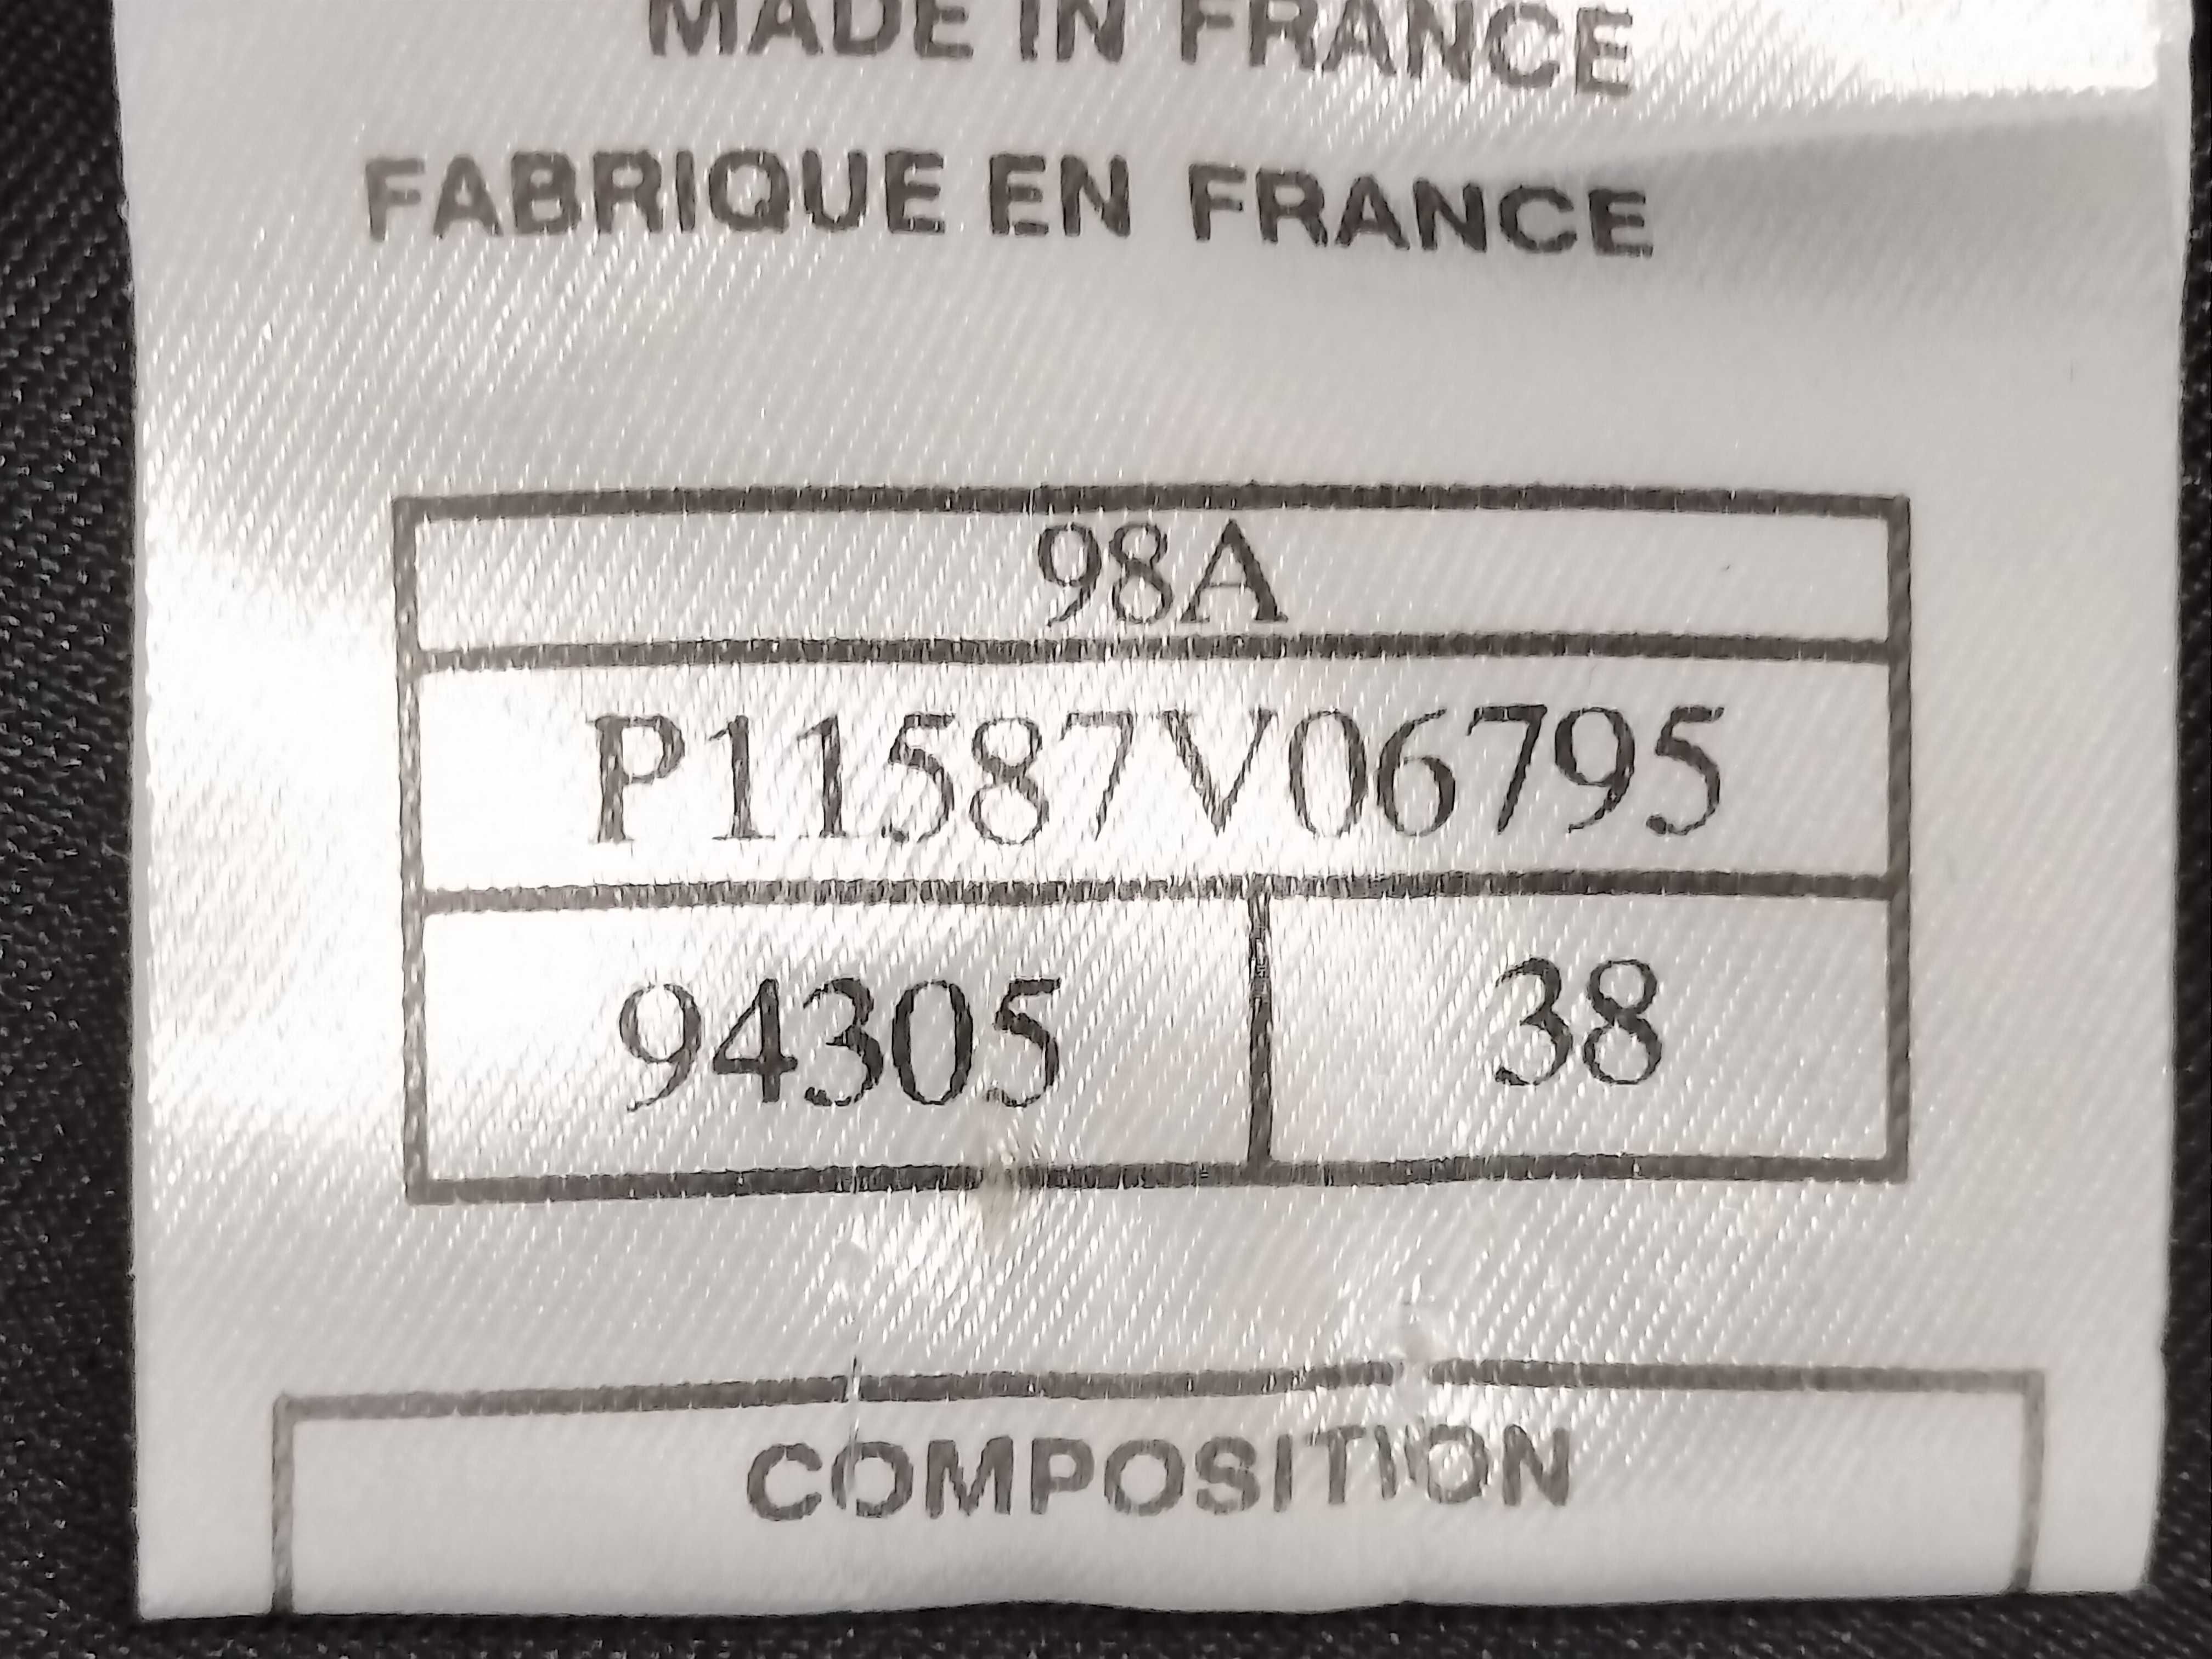 MADE IN FRANCE
FABRIQUE EN FRANCE
98A
P11587V06795
94305 38
COMPOSITION